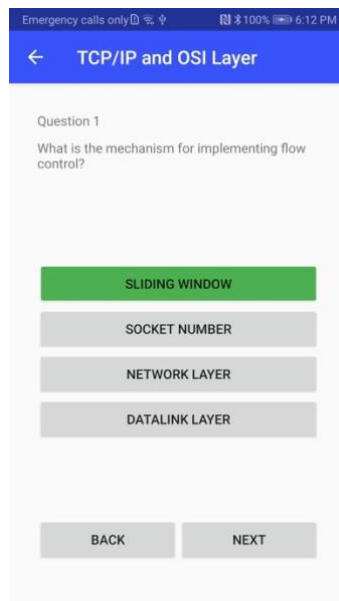 Emergency calls only 100% 6:12 PM
TCP/IP and OSI Layer
Question 1
What is the mechanism for implementing flow
control?
SLIDING WINDOW
SOCKET NUMBER
NETWORK LAYER
DATALINK LAYER
BACK NEXT